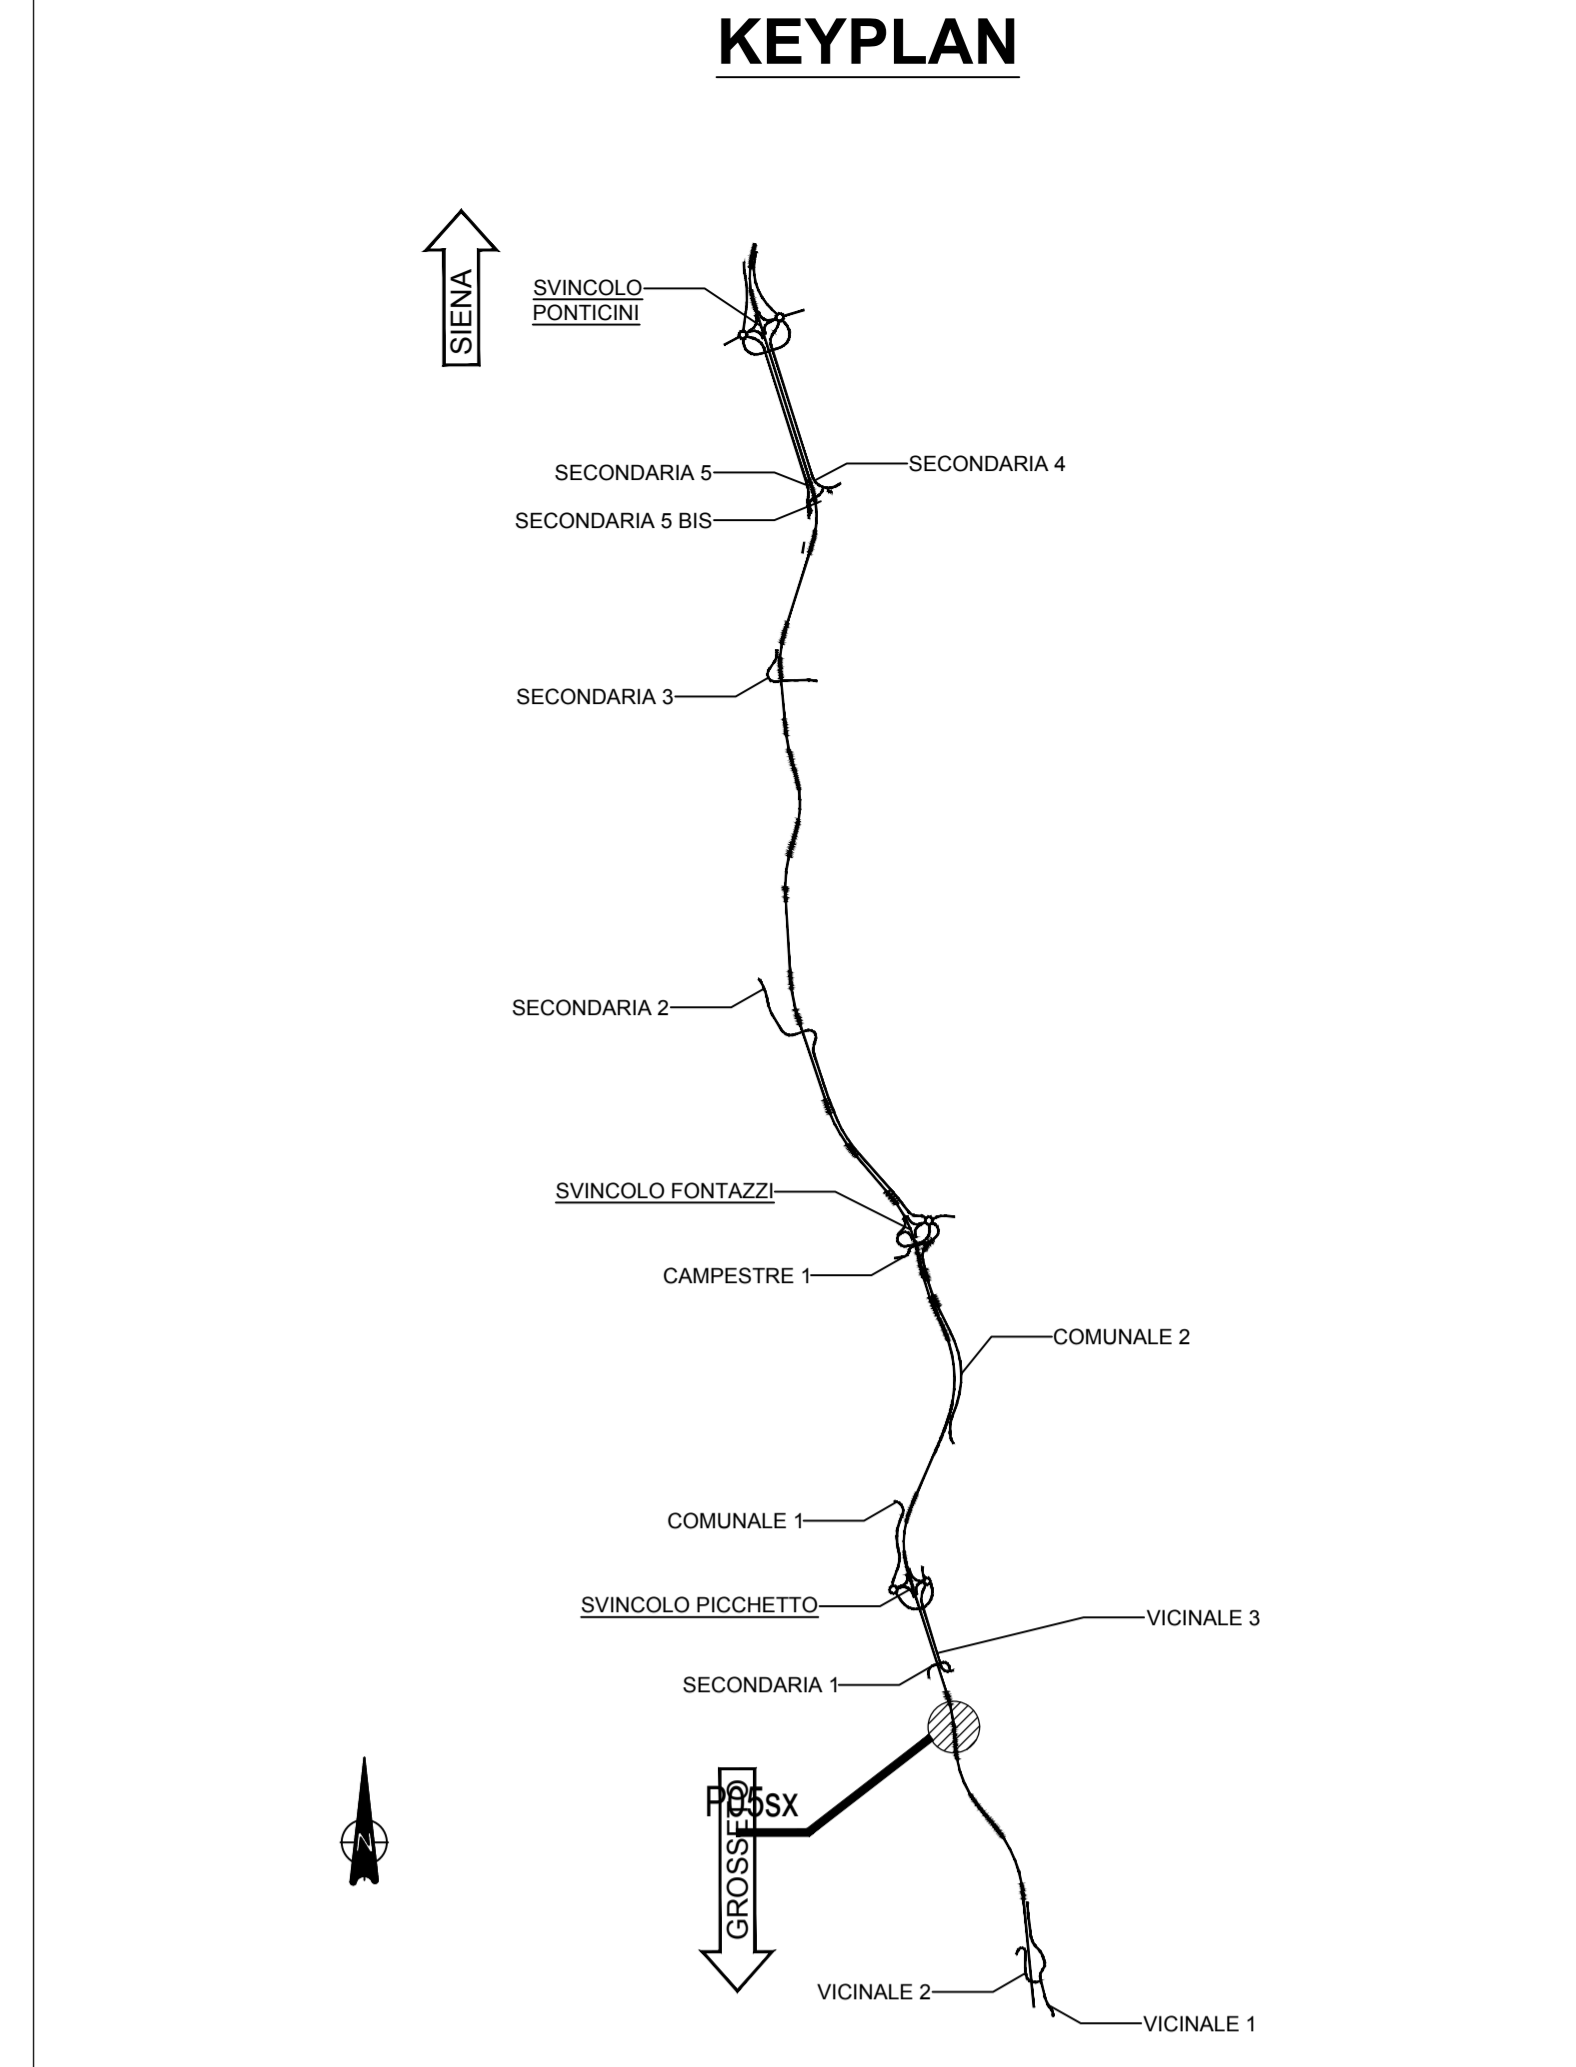 KEYPLAN
SIENA
SVINCOLO
PONTICINI
SECONDARIA 4
SECONDARIA 5
SECONDARIA 5 BIS
SECONDARIA 3
SECONDARIA 2
SVINCOLO FONTAZZI
CAMPESTRE 1
COMUNALE 2
COMUNALE 1
SVINCOLO PICCHETTO
VICINALE 3
SECONDARIA 1
P05sx
GROSSETO
N
VICINALE 2
VICINALE 1